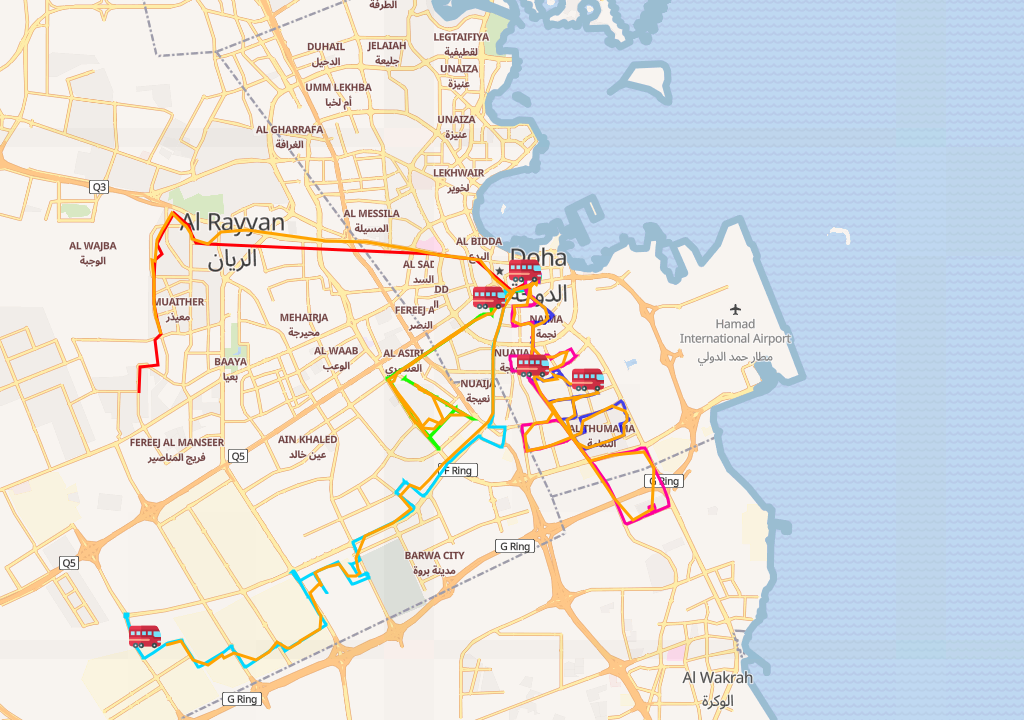 الطرفة
DUHAIL
الدحيل
JELAIAH
جليعة
LEGTAIFIYA
لقطيفية
UNAIZA
عنيزة
UMM LEKHBA
أم لخبا
UNAIZA
عنيزة
AL GHARRAFA
الغرافة
LEKHWAIR
لخوير
Q3
Al Rayyan
الريان
AL MESSILA
المسيلة
AL WAJBA
الوجبة
AL BIDDA
البدع
Doha
الدوحة
AL SAD
السد
DD
MUAITHER
معيذر
MEHAIRJA
محيرجة
FEREEJ A
النصر
NAJMA
نجمة
Hamad
International Airport
مطار حمد الدولي
BAAYA
بعيا
AL WAAB
الوعب
AL ASIRI
العسيري
NUAIJA
NUAIJA
نعيجة
FEREEJ AL MANSEER
فريج المناصير
Q5
AIN KHALED
عين خالد
AL THUMAMA
الثمامة
F Ring
G Ring
Q5
BARWA CITY
مدينة بروة
G Ring
Al Wakrah
الوكرة
G Ring